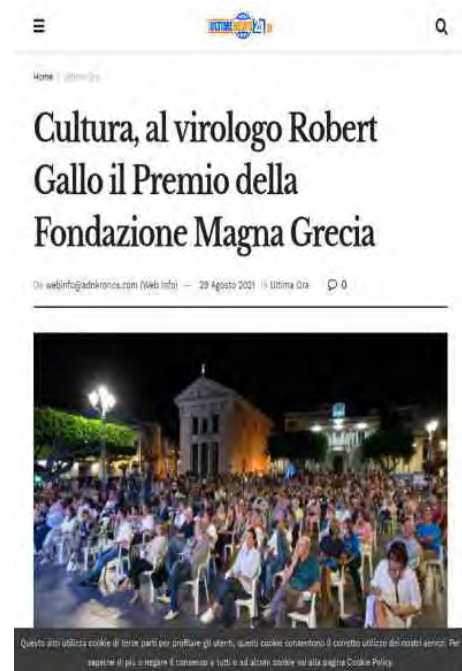 Home Ultima Ora
Cultura, al virologo Robert
Gallo il Premio della
Fondazione Magna Grecia
Da webinfo@adnkronos.com (Web Info) — 29 Agosto 2021 in Ultima Ora 0
Questo sito utilizza cookie di terze parti per profilare gli utenti, questi cookie consentono il corretto utilizzo dei nostri servizi. Per
saperne di più o negare il consenso a tutti o ad alcuni cookie vai alla pagina Cookie Policy.